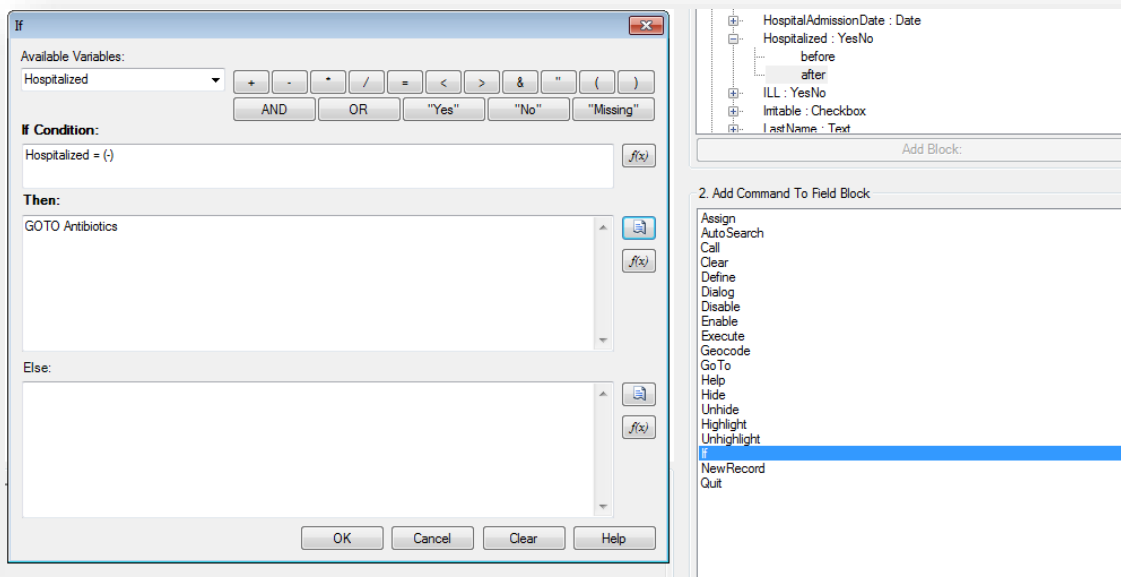 If
Available Variables:
Hospitalized
+ - * / = < > & " ( )
AND OR "Yes" "No" "Missing"
If Condition:
Hospitalized = (-)
f(x)
Then:
GOTO Antibiotics
f(x)
Else:
f(x)
OK Cancel Clear Help
HospitalAdmissionDate : Date
Hospitalized : YesNo
before
after
ILL : YesNo
Irritable : Checkbox
LastName : Text
Add Block:
2. Add Command To Field Block
Assign
AutoSearch
Call
Clear
Define
Dialog
Disable
Enable
Execute
Geocode
GoTo
Help
Hide
Unhide
Highlight
Unhighlight
If
NewRecord
Quit